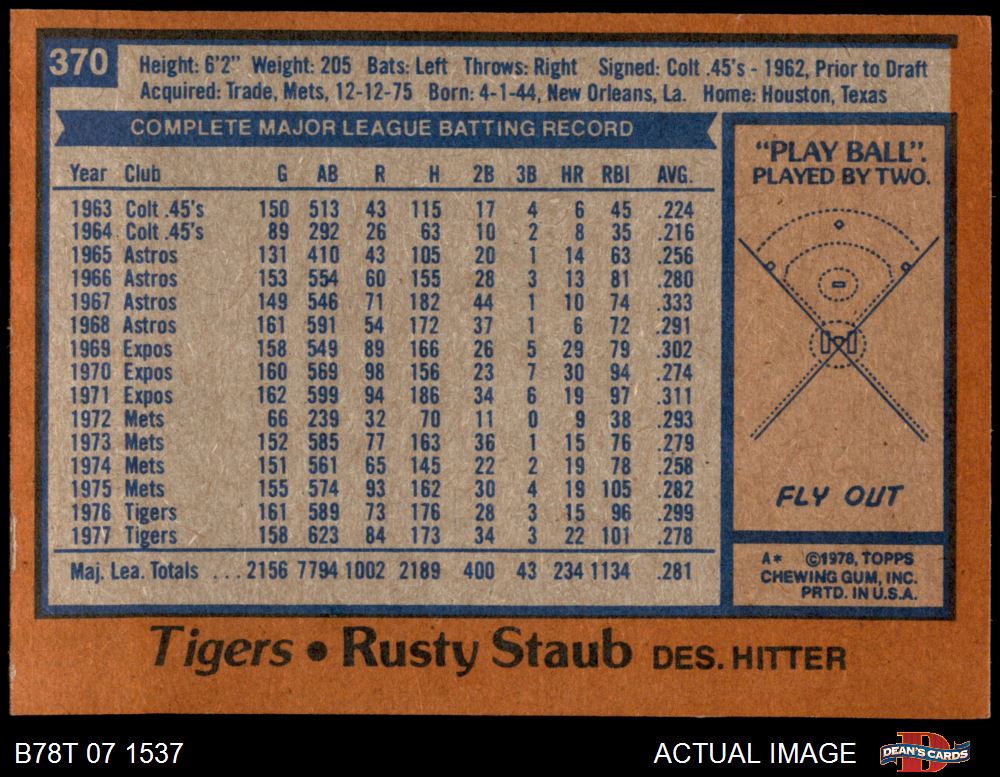 370
Height: 6'2" Weight: 205 Bats: Left Throws: Right Signed: Colt .45's - 1962, Prior to Draft
Acquired: Trade, Mets, 12-12-75 Born: 4-1-44, New Orleans, La. Home: Houston, Texas
COMPLETE MAJOR LEAGUE BATTING RECORD
Year Club G AB R H 2B 3B HR RBI AVG.
1963 Colt .45's 150 513 43 115 17 4 6 45 .224
1964 Colt .45's 89 292 26 63 10 2 8 35 .216
1965 Astros 131 410 43 105 20 1 14 63 .256
1966 Astros 153 554 60 155 28 3 13 81 .280
1967 Astros 149 546 71 182 44 1 10 74 .333
1968 Astros 161 591 54 172 37 1 6 72 .291
1969 Expos 158 549 89 166 26 5 29 79 .302
1970 Expos 160 569 98 156 23 7 30 94 .274
1971 Expos 162 599 94 186 34 6 19 97 .311
1972 Mets 66 239 32 70 11 0 9 38 .293
1973 Mets 152 585 77 163 36 1 15 76 .279
1974 Mets 151 561 65 145 22 2 19 78 .258
1975 Mets 155 574 93 162 30 4 19 105 .282
1976 Tigers 161 589 73 176 28 3 15 96 .299
1977 Tigers 158 623 84 173 34 3 22 101 .278
Maj. Lea. Totals ... 2156 7794 1002 2189 400 43 234 1134 .281
"PLAY BALL".
PLAYED BY TWO.
FLY OUT
A* ©1978, TOPPS
CHEWING GUM, INC.
PRTD. IN U.S.A.
Tigers • Rusty Staub DES. HITTER
B78T 07 1537
ACTUAL IMAGE
DEAN'S CARDS